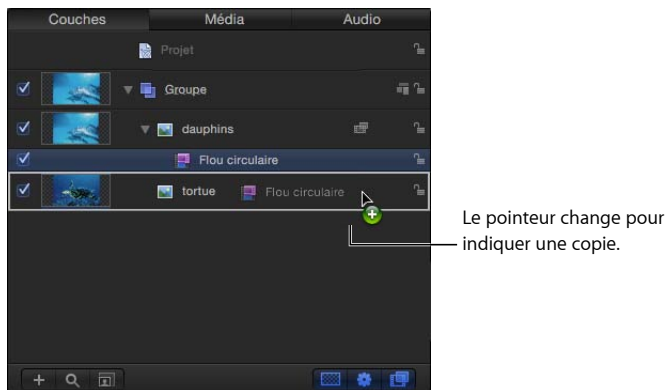 Couches Média Audio
Projet
Groupe
dauphins
Flou circulaire
tortue Flou circulaire
Le pointeur change pour
indiquer une copie.